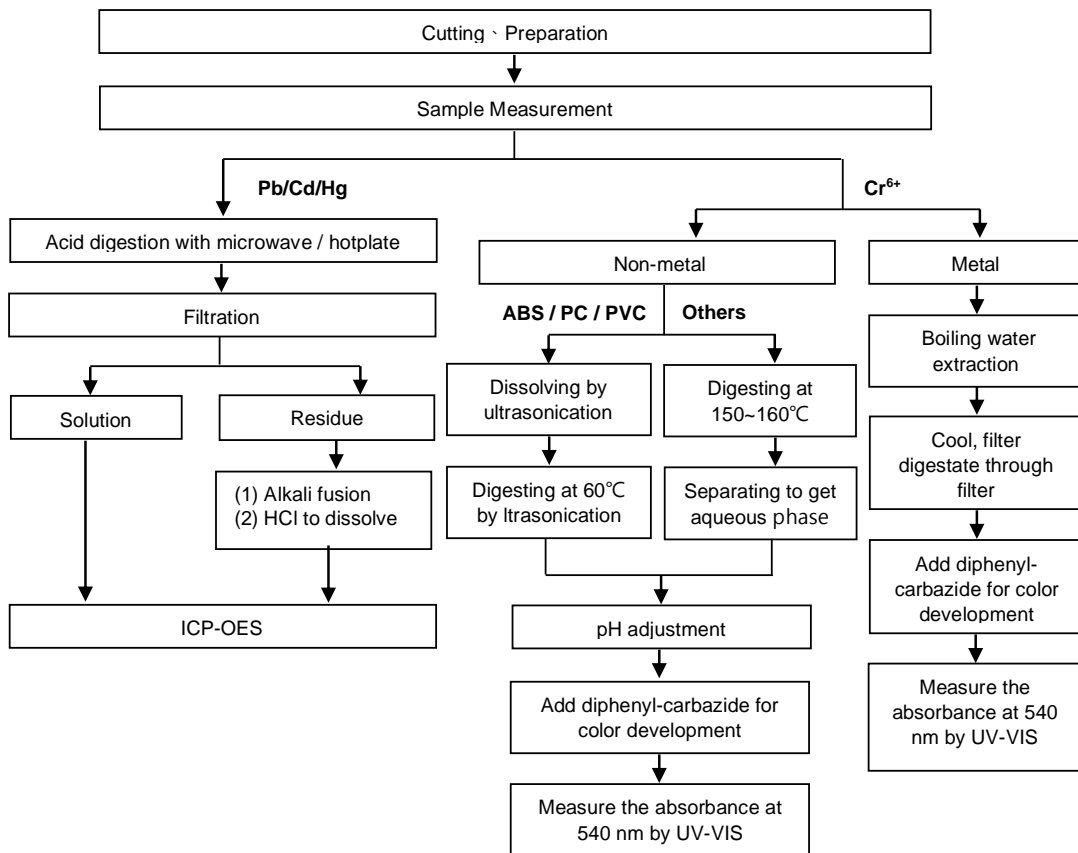 Cutting、Preparation
Sample Measurement
Pb/Cd/Hg
Cr6+
Acid digestion with microwave / hotplate
Non-metal
Metal
Filtration
ABS / PC / PVC
Others
Boiling water
extraction
Solution
Residue
Dissolving by
ultrasonication
Digesting at
150~160℃
Cool, filter
digestate through
filter
(1) Alkali fusion
(2) HCl to dissolve
Digesting at 60℃
by ltrasonication
Separating to get
aqueous phase
Add diphenyl-
carbazide for color
development
ICP-OES
pH adjustment
Measure the
absorbance at 540
nm by UV-VIS
Add diphenyl-carbazide for
color development
Measure the absorbance at
540 nm by UV-VIS